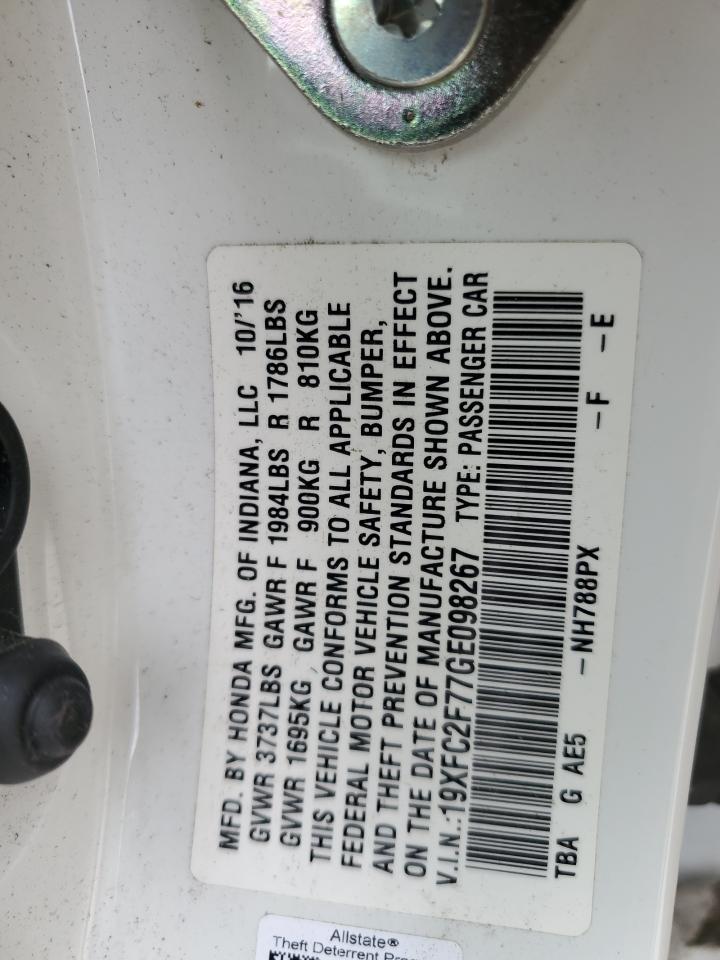 MFD. BY HONDA MFG. OF INDIANA, LLC 10/'16
GVWR 3737LBS GAWR F 1984LBS R 1786LBS
GVWR 1695KG GAWR F 900KG R 810KG
THIS VEHICLE CONFORMS TO ALL APPLICABLE
FEDERAL MOTOR VEHICLE SAFETY, BUMPER,
AND THEFT PREVENTION STANDARDS IN EFFECT
ON THE DATE OF MANUFACTURE SHOWN ABOVE.
V.I.N.:19XFC2F77GE098267 TYPE: PASSENGER CAR
TBA G AE5 -NH788PX -F -E
Allstate®
Theft Deterrent